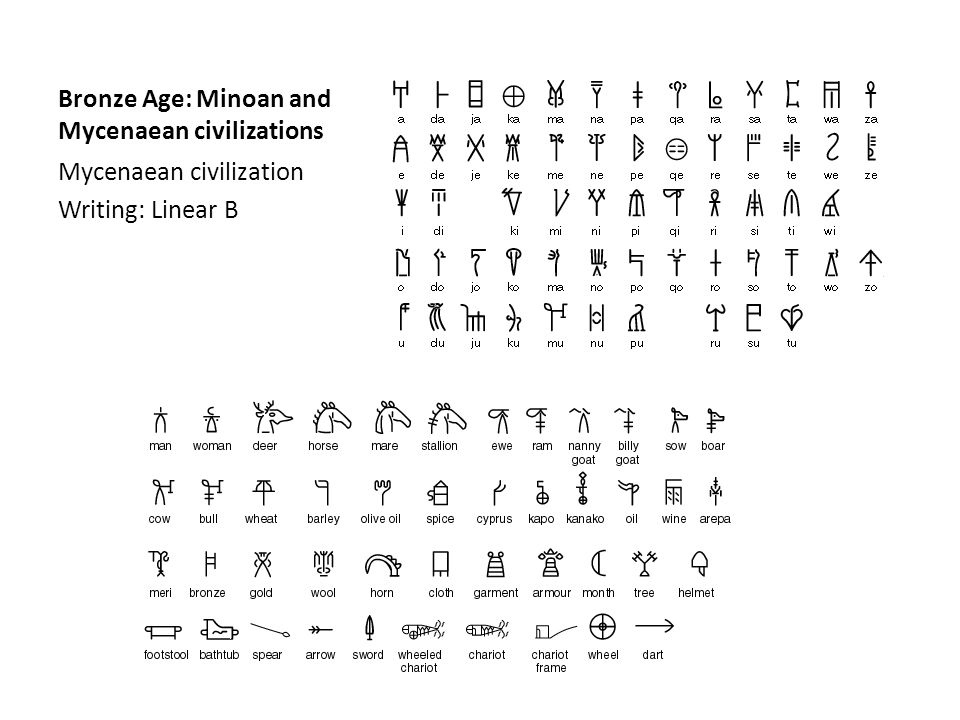 Bronze Age: Minoan and
Mycenaean civilizations
Mycenaean civilization
Writing: Linear B
a da ja ka ma na pa qa ra sa ta wa za
e de je ke me ne pe qe re se te we ze
i di ki mi ni pi qi ri si ti wi
o do jo ko ma no po qo ro so to wo zo
u du ju ku mu nu pu ru su tu
man woman deer horse mare stallion ewe ram nanny goat billy goat sow boar
cow bull wheat barley olive oil spice cyprus kapo kanako oil wine arepa
meri bronze gold wool horn cloth garment armour month tree helmet
footstool bathtub spear arrow sword wheeled chariot chariot chariot frame wheel dart